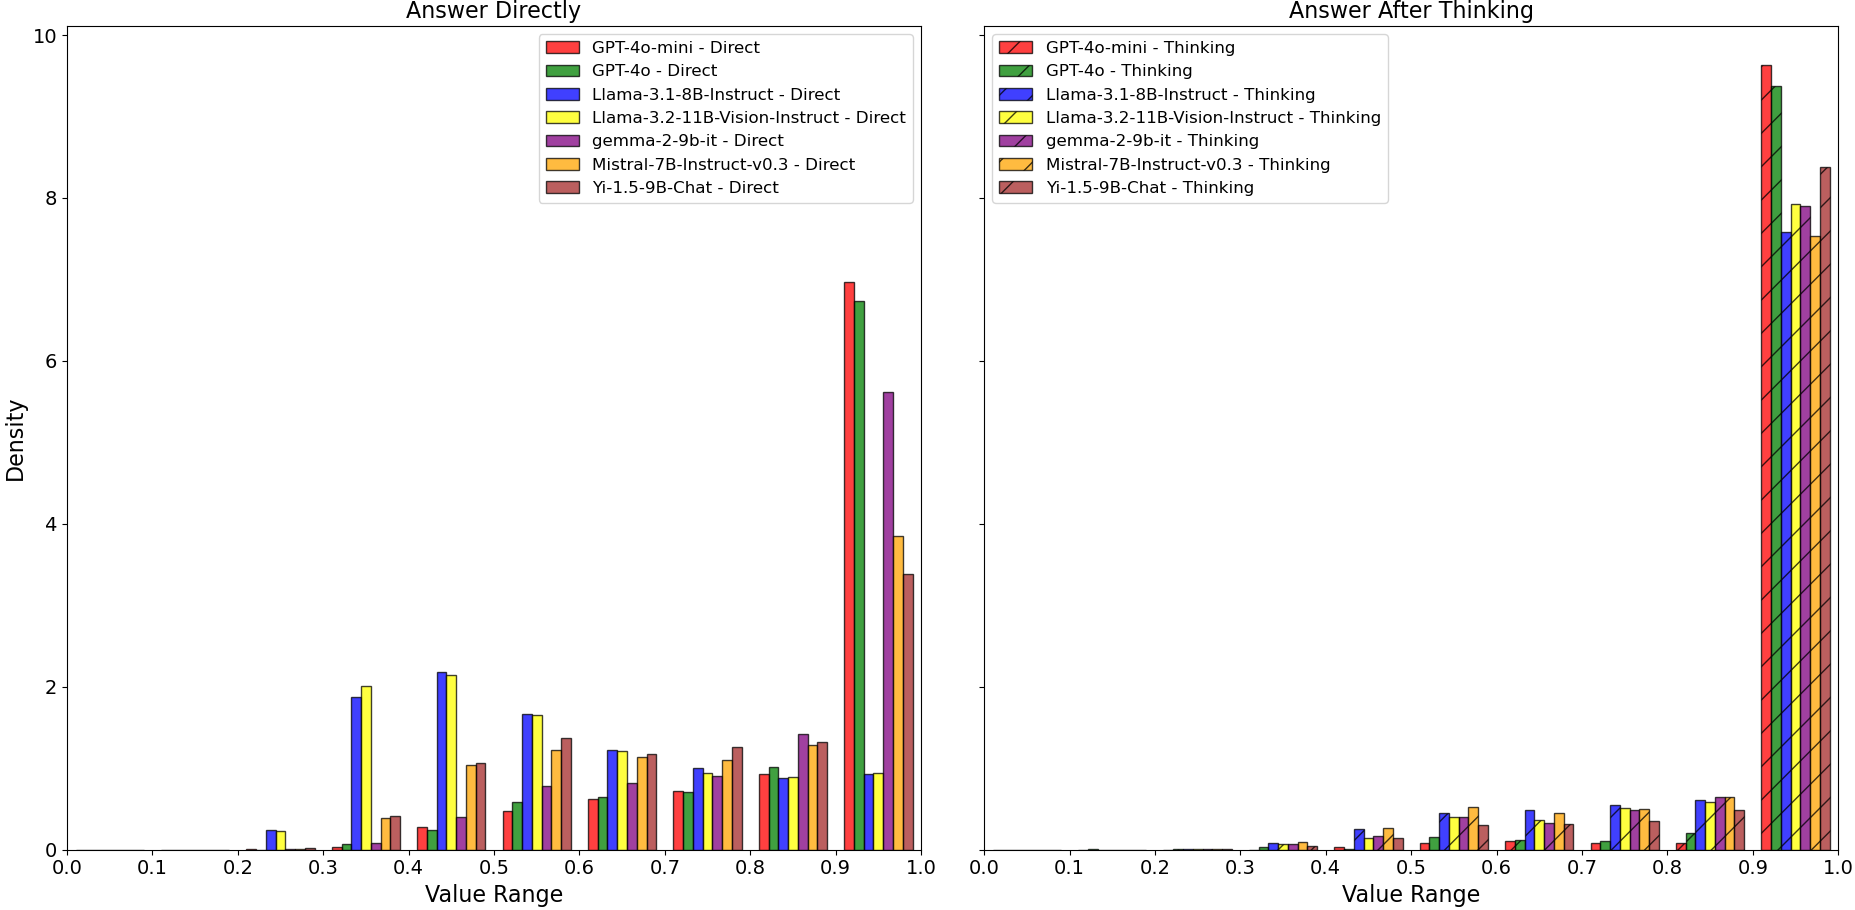 Answer Directly
Answer After Thinking
10
8
6
4
2
0
Density
GPT-4o-mini - Direct
GPT-4o - Direct
Llama-3.1-8B-Instruct - Direct
Llama-3.2-11B-Vision-Instruct - Direct
gemma-2-9b-it - Direct
Mistral-7B-Instruct-v0.3 - Direct
Yi-1.5-9B-Chat - Direct
0.0 0.1 0.2 0.3 0.4 0.5 0.6 0.7 0.8 0.9 1.0
Value Range
GPT-4o-mini - Thinking
GPT-4o - Thinking
Llama-3.1-8B-Instruct - Thinking
Llama-3.2-11B-Vision-Instruct - Thinking
gemma-2-9b-it - Thinking
Mistral-7B-Instruct-v0.3 - Thinking
Yi-1.5-9B-Chat - Thinking
0.0 0.1 0.2 0.3 0.4 0.5 0.6 0.7 0.8 0.9 1.0
Value Range